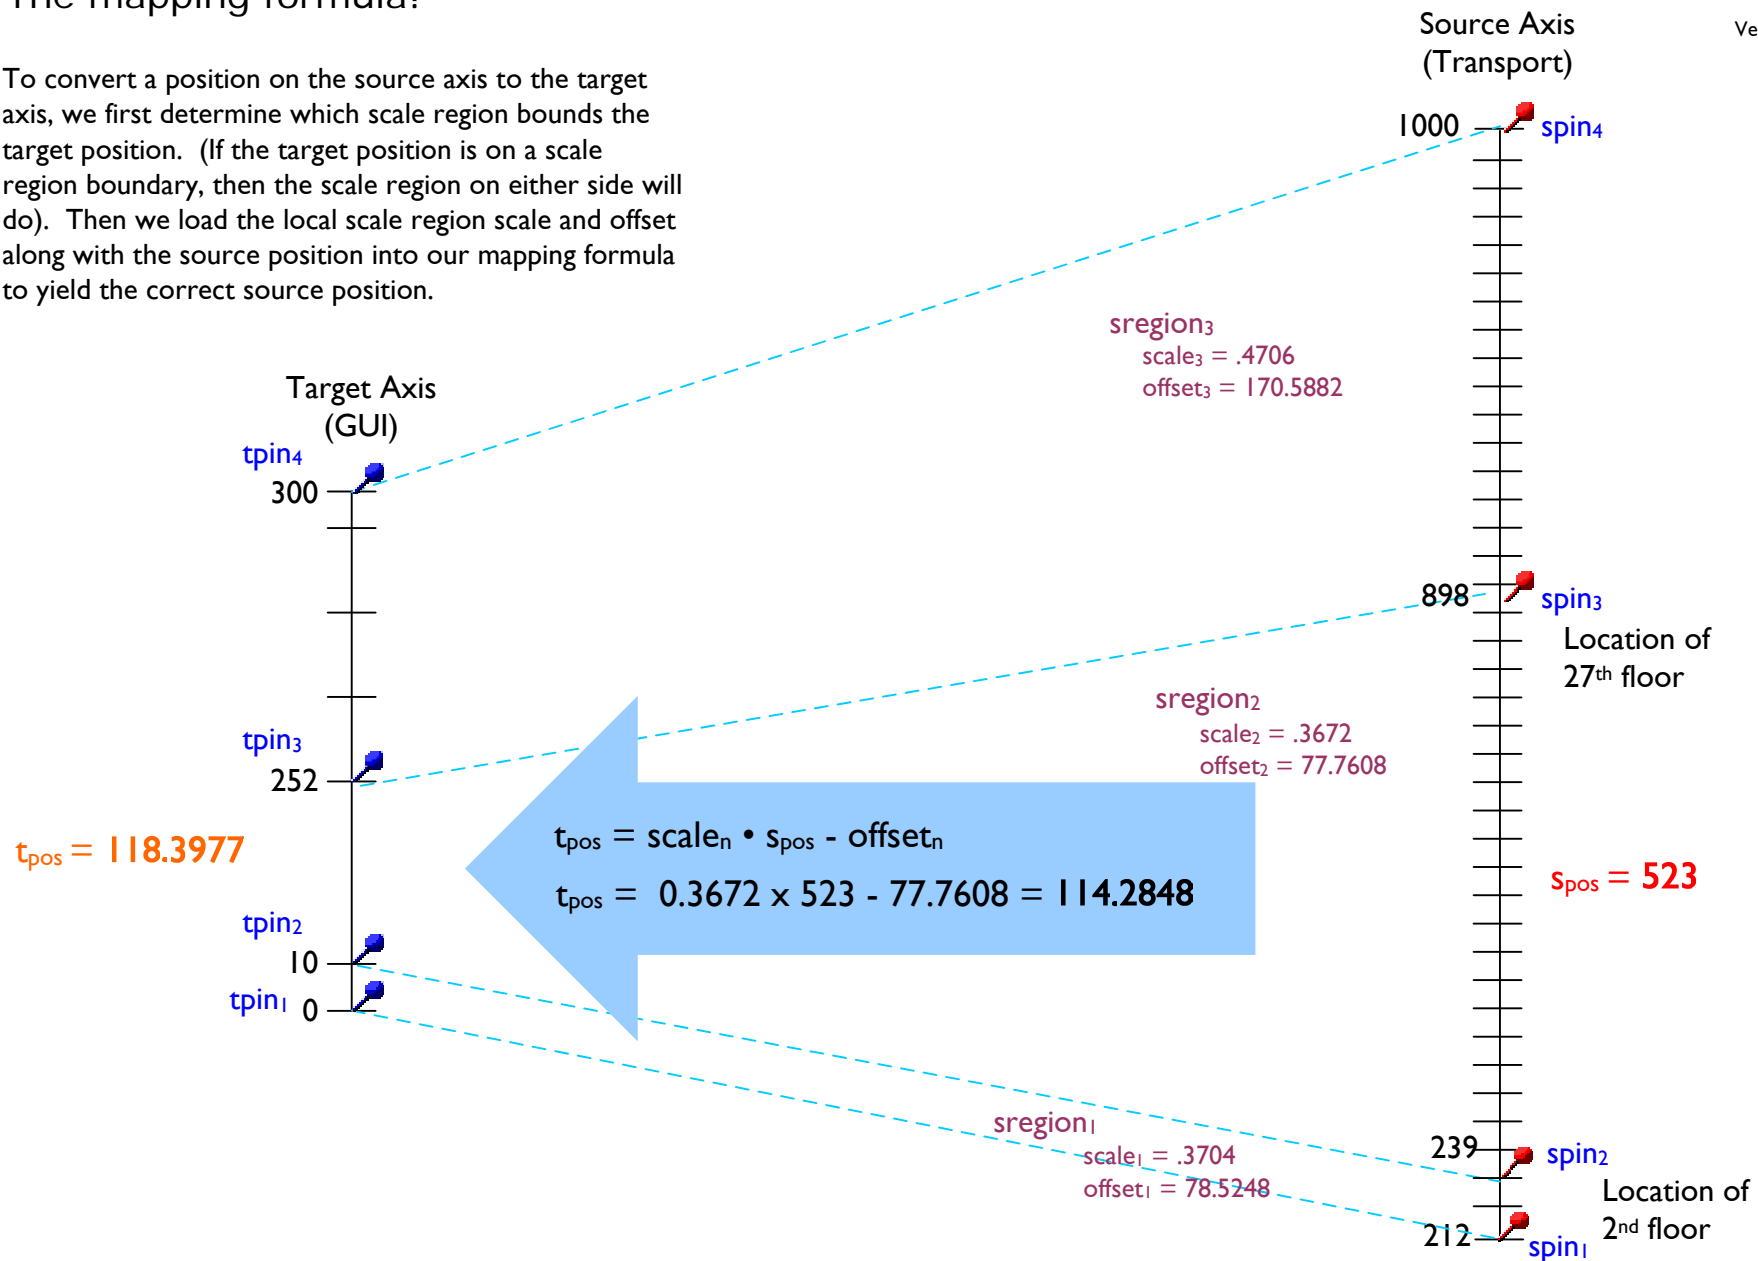 The mapping formula?
Source Axis
(Transport)
Ve
To convert a position on the source axis to the target
axis, we first determine which scale region bounds the
target position.  (If the target position is on a scale
region boundary, then the scale region on either side will
do).  Then we load the local scale region scale and offset
along with the source position into our mapping formula
to yield the correct source position.
1000
spin4
sregion3
scale3 = .4706
offset3 = 170.5882
Target Axis
(GUI)
tpin4
300
898
spin3
Location of
27th floor
sregion2
scale2 = .3672
offset2 = 77.7608
tpin3
252
tpos = 118.3977
tpos = scalen • spos - offsetn
tpos =  0.3672 x 523 - 77.7608 = 114.2848
spos = 523
tpin2
10
tpin1 0
sregion1
scale1 = .3704
offset1 = 78.5248
239
spin2
Location of
2nd floor
212
spin1